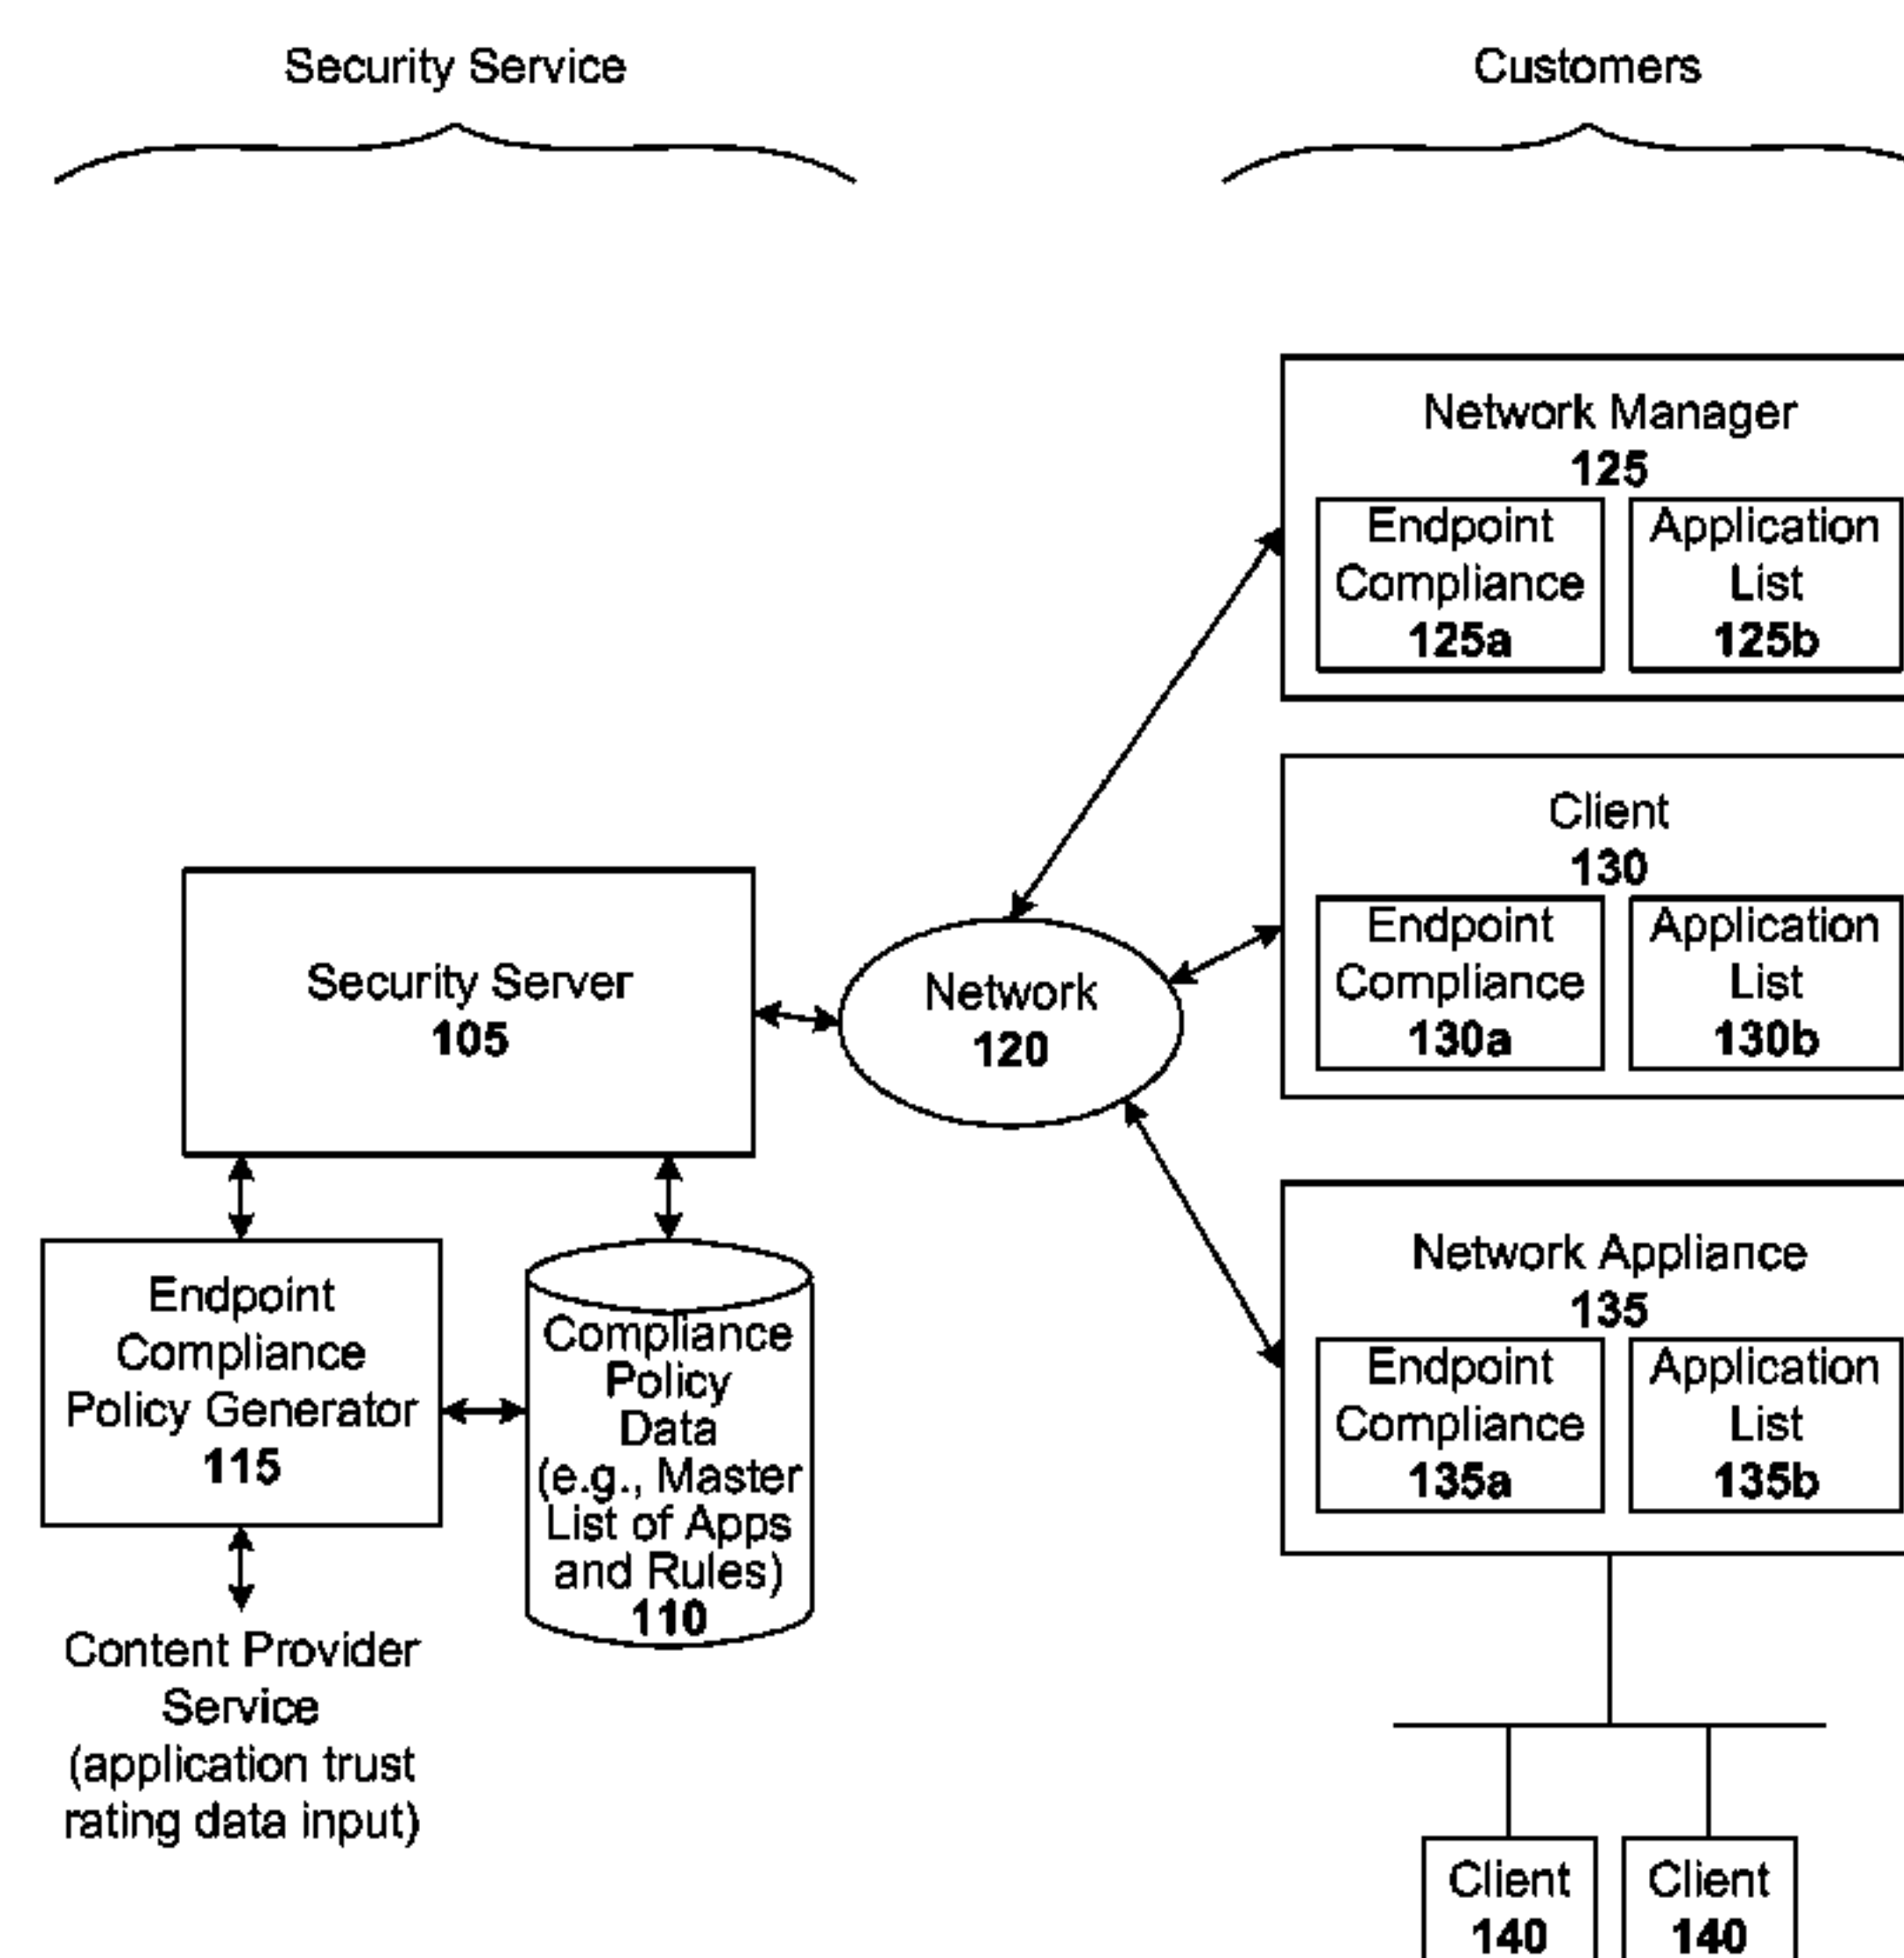 Security Service
Customers
Network Manager
125
Endpoint
Compliance
125a
Application
List
125b
Client
130
Endpoint
Compliance
130a
Application
List
130b
Security Server
105
Network
120
Network Appliance
135
Endpoint
Compliance
135a
Application
List
135b
Endpoint
Compliance
Policy Generator
115
Compliance
Policy
Data
(e.g., Master
List of Apps
and Rules)
110
Content Provider
Service
(application trust
rating data input)
Client
140
Client
140